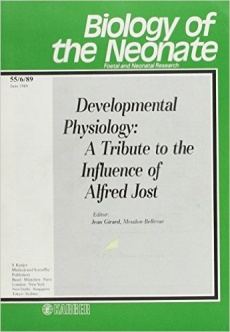 Biology of
the Neonate
Foetal and Neonatal Research
55/6/89
June 1989
Developmental
Physiology:
A Tribute to the
Influence of
Alfred Jost
Editor:
Jean Girard, Meudon-Bellevue
S. Karger
Medical and Scientific
Publishers
Basel · München · Paris
London · New York
New Delhi · Singapore
Tokyo · Sydney
KARGER